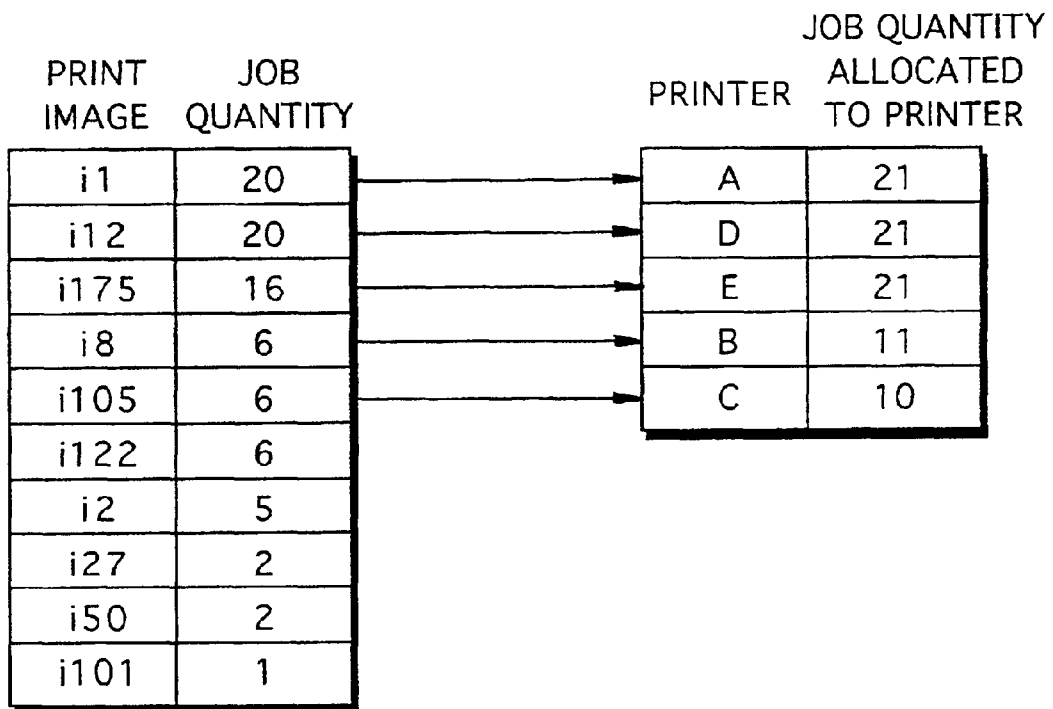 PRINT IMAGE JOB QUANTITY
i1 20
i12 20
i175 16
i8 6
i105 6
i122 6
i2 5
i27 2
i50 2
i101 1
PRINTER JOB QUANTITY ALLOCATED TO PRINTER
A 21
D 21
E 21
B 11
C 10